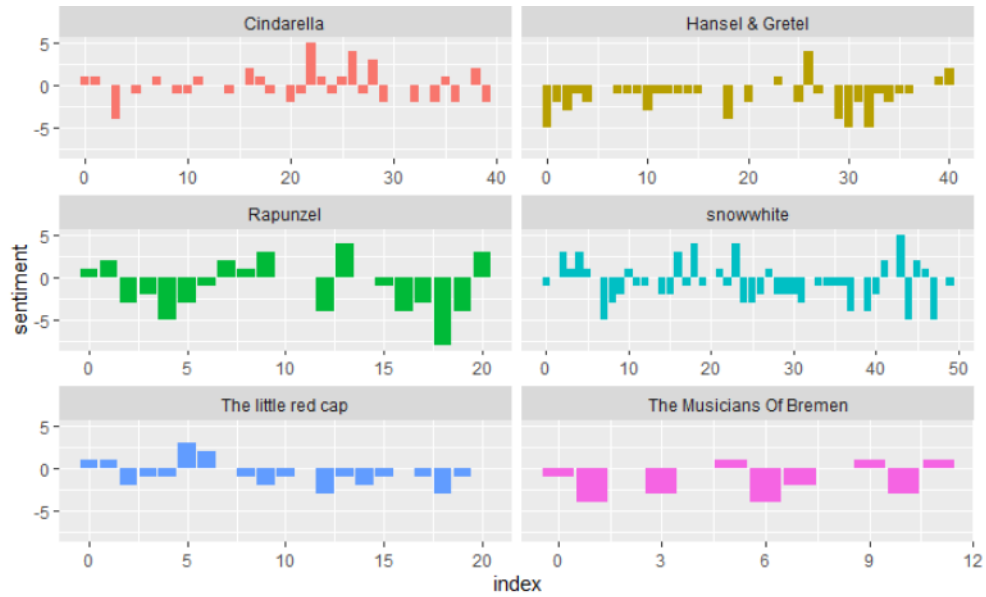 Cindarella
Hansel & Gretel
5
0
-5
0 10 20 30 40
0 10 20 30 40
Rapunzel
snowwhite
5
0
-5
0 5 10 15 20
0 10 20 30 40 50
The little red cap
The Musicians Of Bremen
5
0
-5
0 5 10 15 20
0 3 6 9 12
sentiment
index